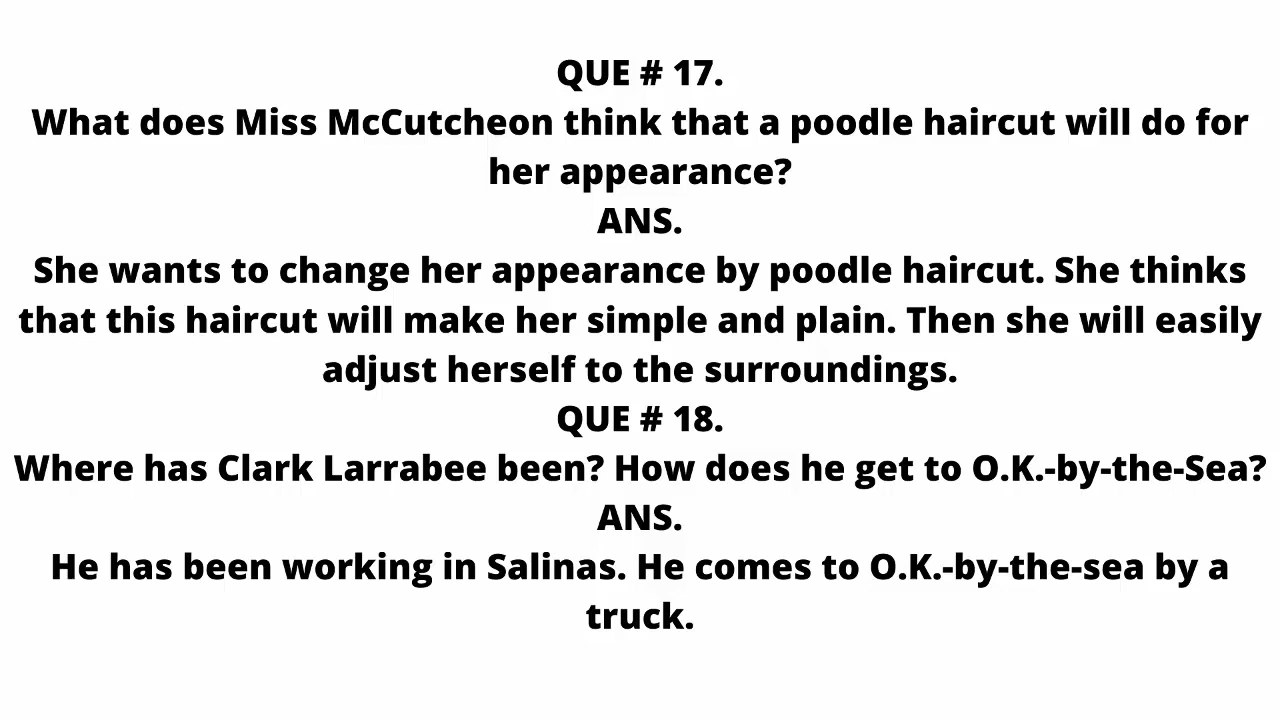 QUE # 17.
What does Miss McCutcheon think that a poodle haircut will do for
her appearance?
ANS.
She wants to change her appearance by poodle haircut. She thinks
that this haircut will make her simple and plain. Then she will easily
adjust herself to the surroundings.
QUE # 18.
Where has Clark Larrabee been? How does he get to O.K.-by-the-Sea?
ANS.
He has been working in Salinas. He comes to O.K.-by-the-sea by a
truck.